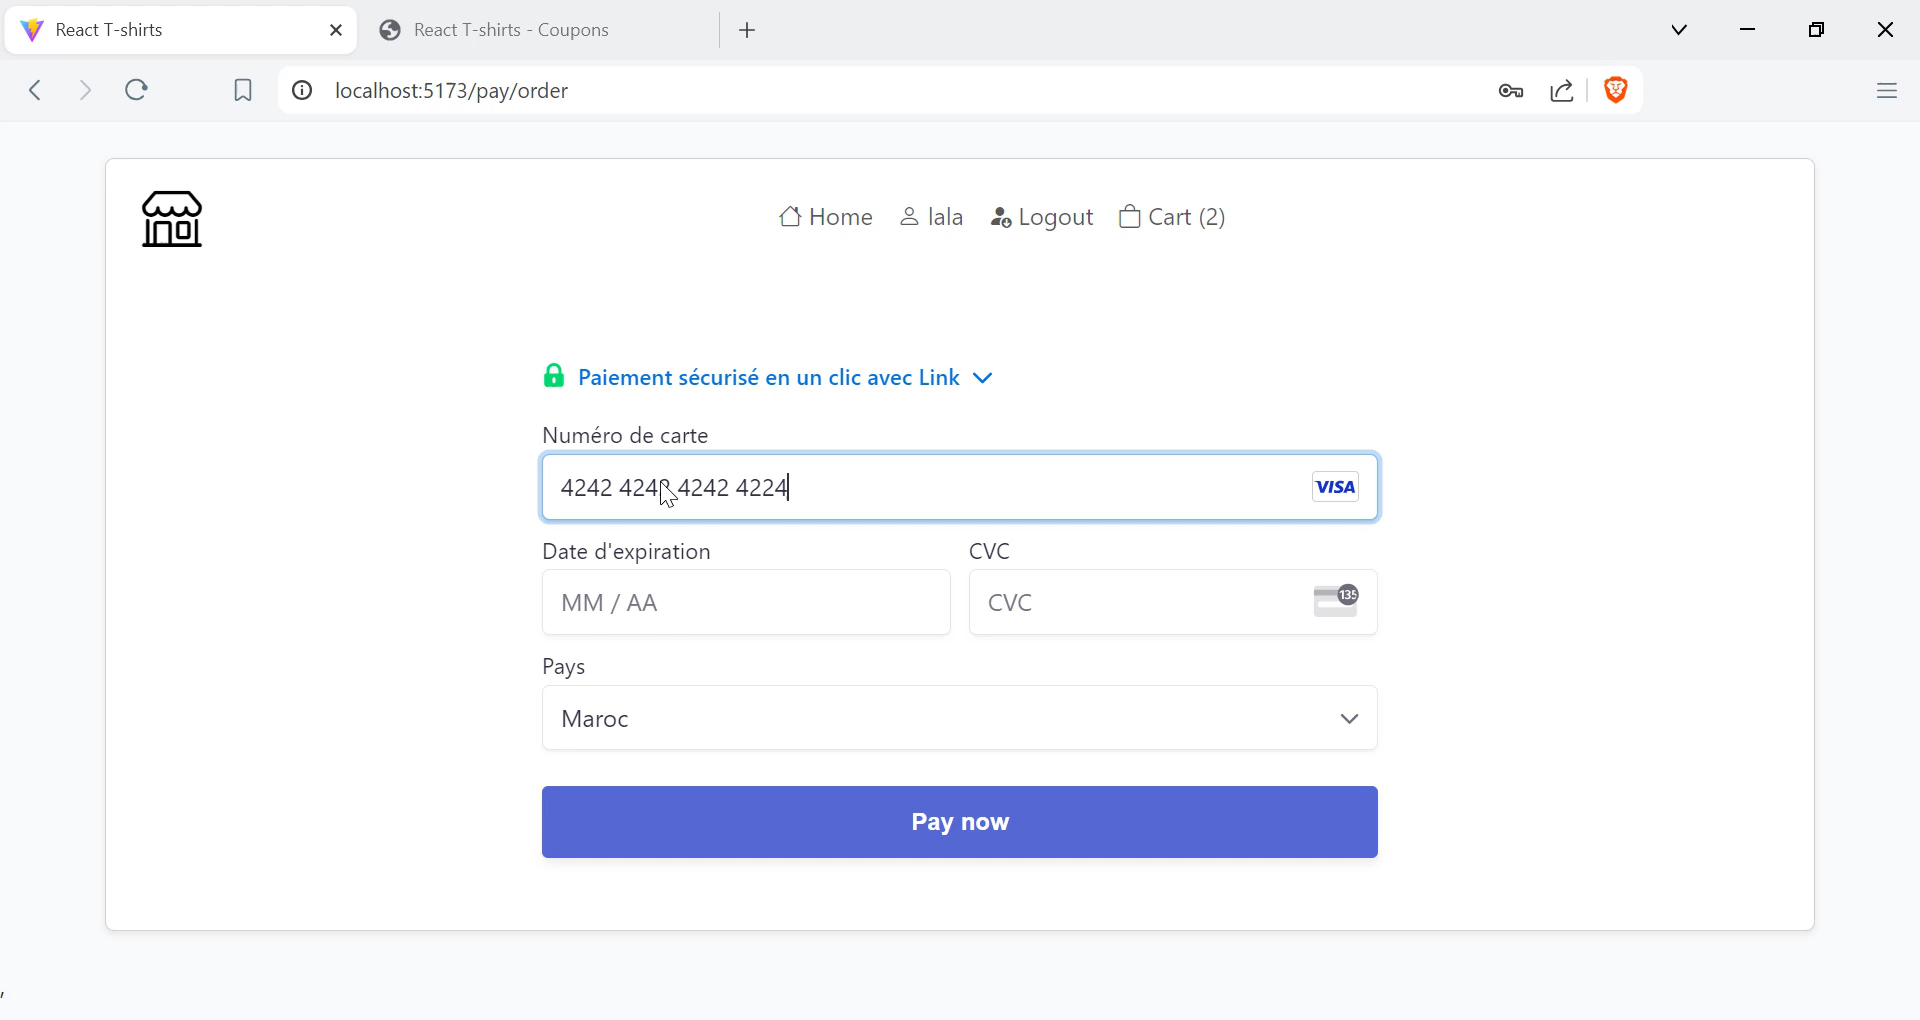 React T-shirts
React T-shirts - Coupons
localhost:5173/pay/order
Home lala Logout Cart (2)
Paiement sécurisé en un clic avec Link
Numéro de carte
4242 4242 4242 4224
VISA
Date d'expiration
CVC
MM / AA
CVC
135
Pays
Maroc
Pay now
,